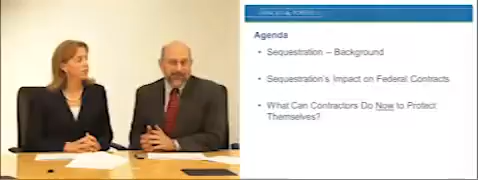 Agenda
• Sequestration – Background
• Sequestration's Impact on Federal Contracts
• What Can Contractors Do Now to Protect
Themselves?